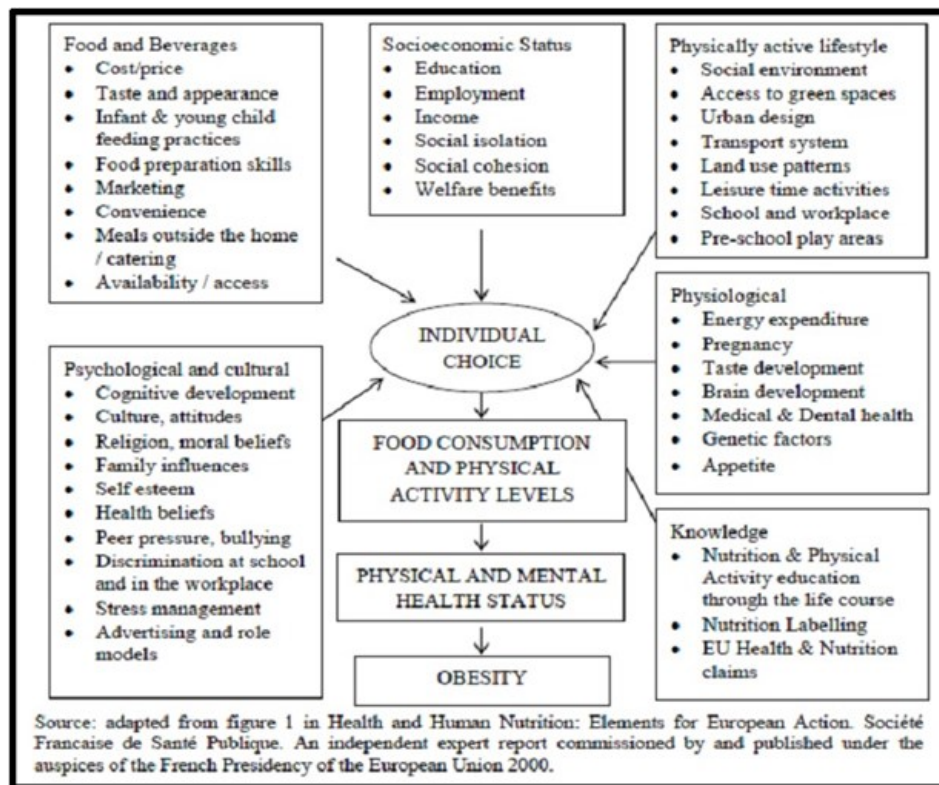 Food and Beverages
• Cost/price
• Taste and appearance
• Infant & young child
feeding practices
• Food preparation skills
• Marketing
• Convenience
• Meals outside the home
/ catering
• Availability / access
Socioeconomic Status
• Education
• Employment
• Income
• Social isolation
• Social cohesion
• Welfare benefits
Physically active lifestyle
• Social environment
• Access to green spaces
• Urban design
• Transport system
• Land use patterns
• Leisure time activities
• School and workplace
• Pre-school play areas
INDIVIDUAL
CHOICE
Physiological
• Energy expenditure
• Pregnancy
• Taste development
• Brain development
• Medical & Dental health
• Genetic factors
• Appetite
Psychological and cultural
• Cognitive development
• Culture, attitudes
• Religion, moral beliefs
• Family influences
• Self esteem
• Health beliefs
• Peer pressure, bullying
• Discrimination at school
and in the workplace
• Stress management
• Advertising and role
models
FOOD CONSUMPTION
AND PHYSICAL
ACTIVITY LEVELS
PHYSICAL AND MENTAL
HEALTH STATUS
OBESITY
Knowledge
• Nutrition & Physical
Activity education
through the life course
• Nutrition Labelling
• EU Health & Nutrition
claims
Source: adapted from figure 1 in Health and Human Nutrition: Elements for European Action. Société
Francaise de Santé Publique. An independent expert report commissioned by and published under the
auspices of the French Presidency of the European Union 2000.